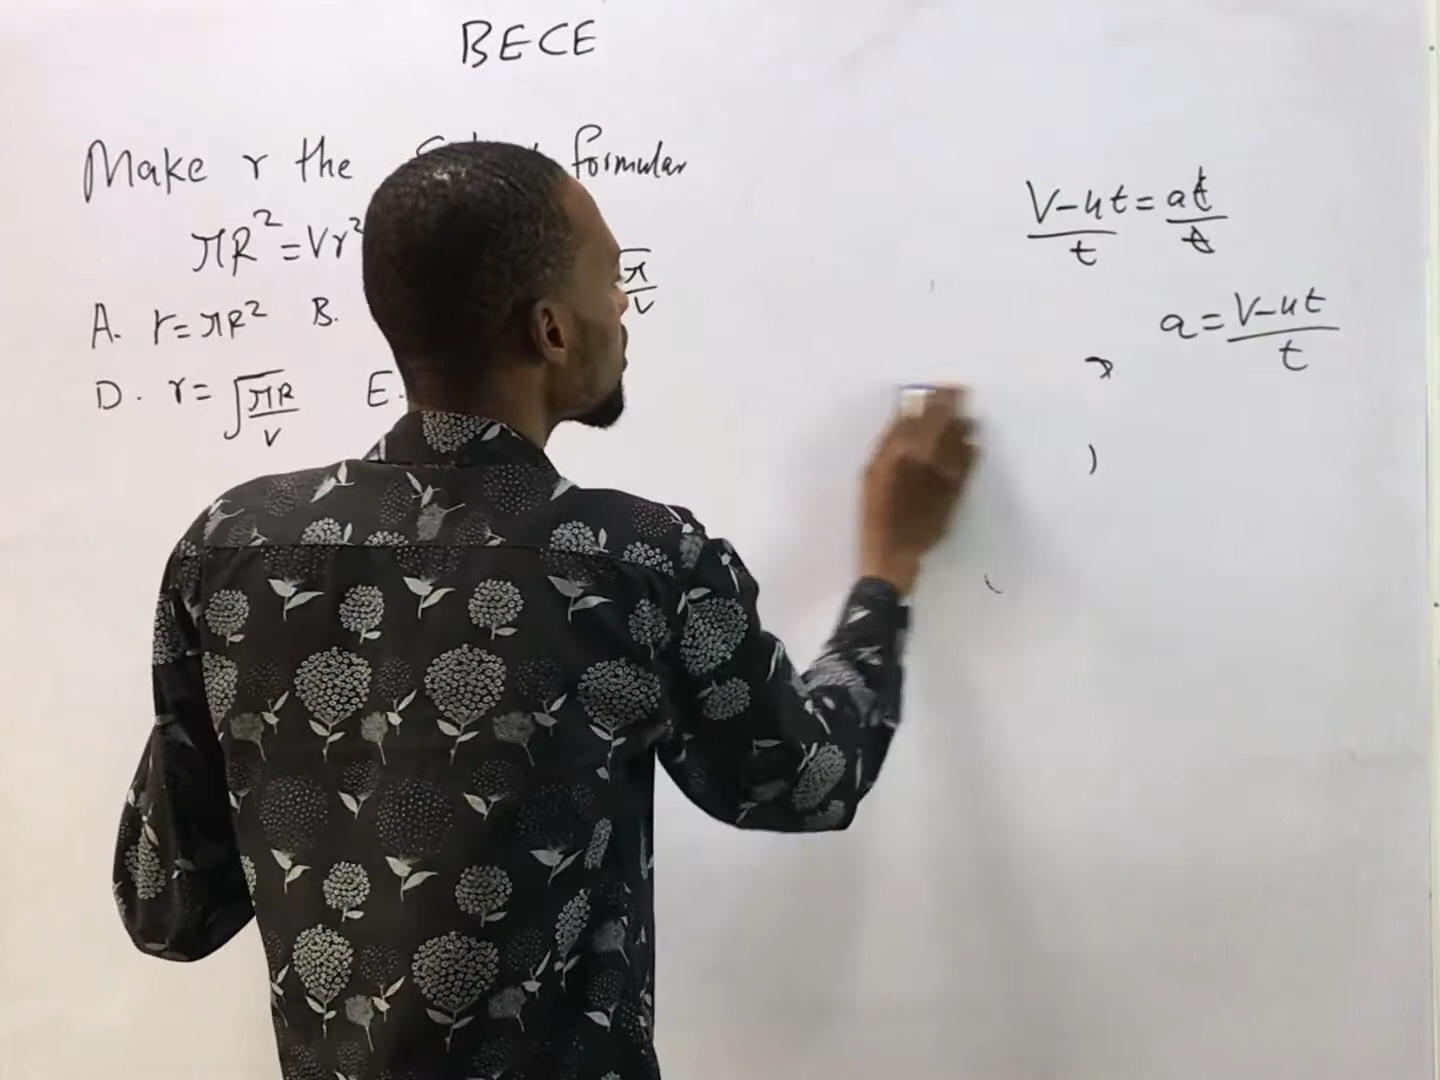 BECE
Make r the formular
πR² = Vr²
A. r = πR² B.
√π/V
D. r = √πR/V E.
V-ut/t = at/t
a = V-ut/t